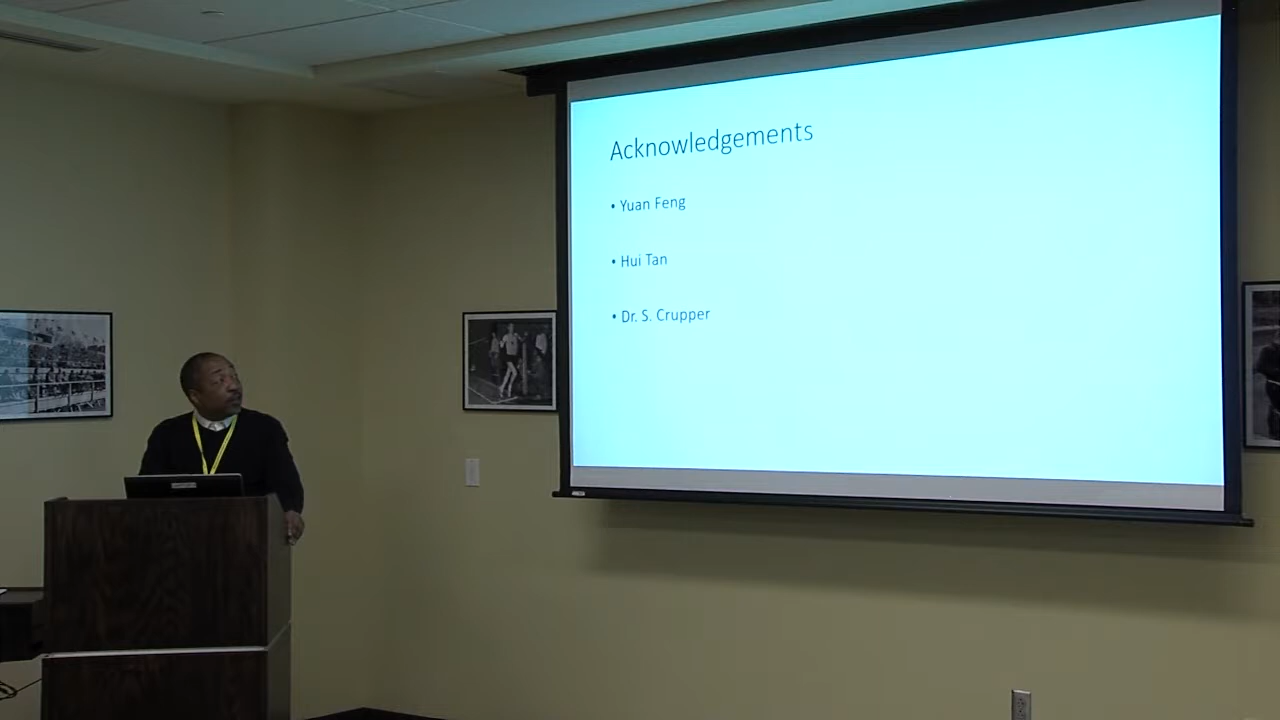 Acknowledgements
• Yuan Feng
• Hui Tan
• Dr. S. Crupper